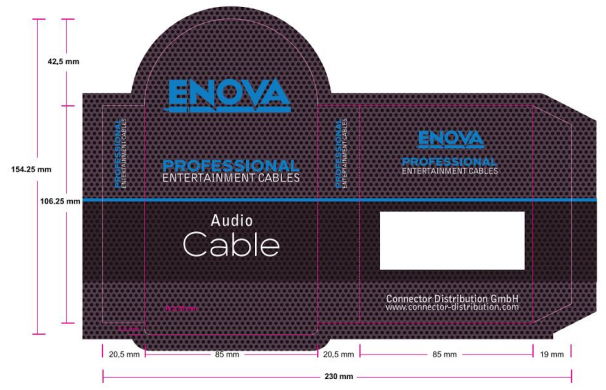 42,5 mm
154.25 mm
106.25 mm
ENOVA
PROFESSIONAL
ENTERTAINMENT CABLES
Audio
Cable
PROFESSIONAL
ENTERTAINMENT CABLES
PROFESSIONAL
ENTERTAINMENT CABLES
ENOVA
PROFESSIONAL
ENTERTAINMENT CABLES
Connector Distribution GmbH
www.connector-distribution.com
20,5 mm
85 mm
20,5 mm
85 mm
19 mm
230 mm